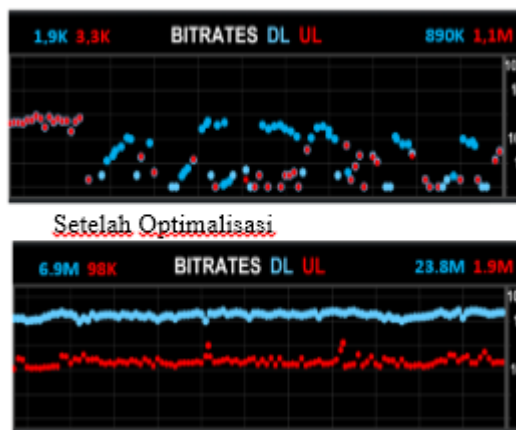 1,9K 3,3K BITRATES DL UL 890K 1,1M
Setelah Optimalisasi
6.9M 98K BITRATES DL UL 23.8M 1.9M